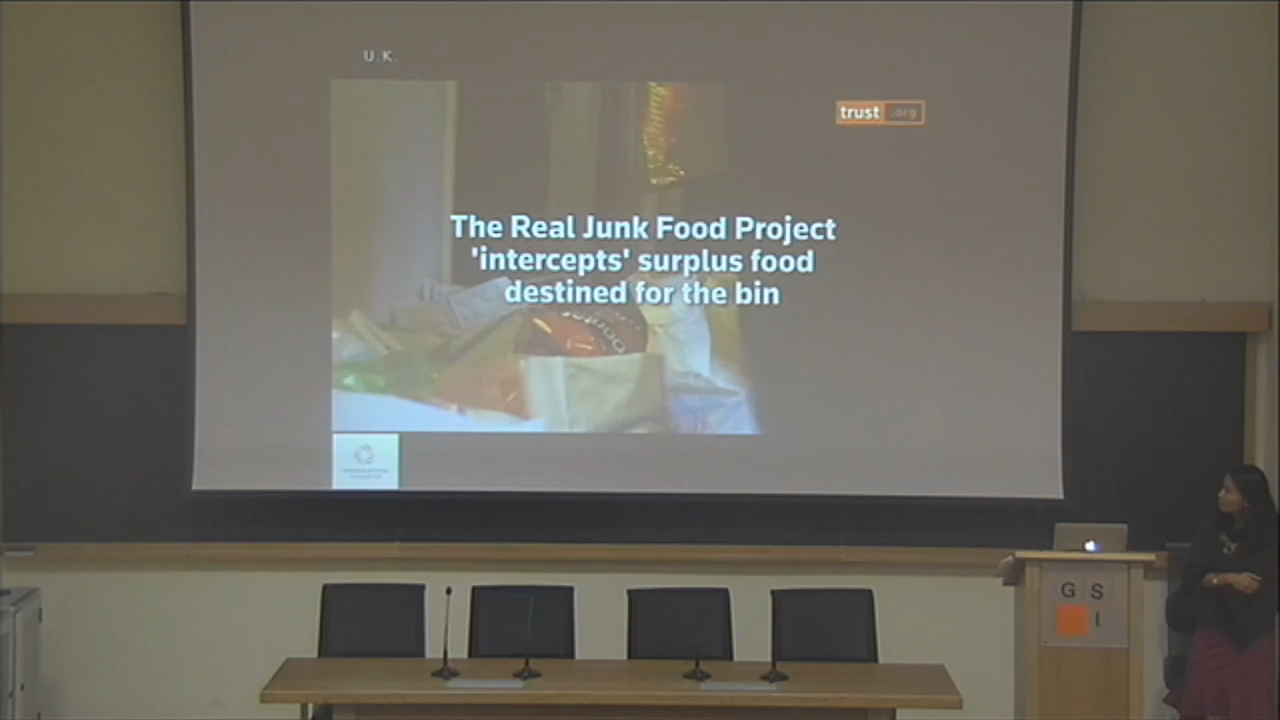 U.K.
trust.org
The Real Junk Food Project
'intercepts' surplus food
destined for the bin
G S
I